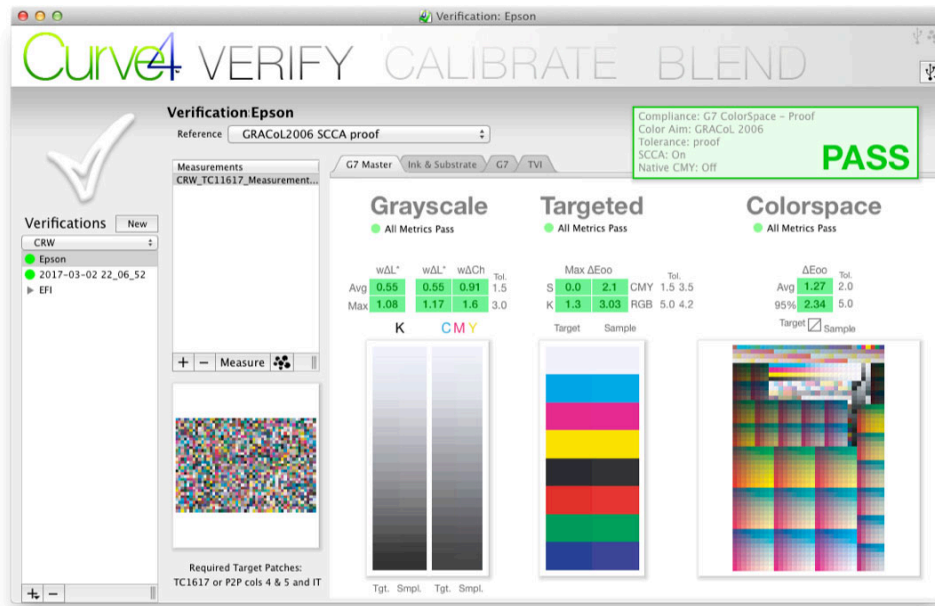 Verification: Epson
Curve4 VERIFY CALIBRATE BLEND
Verification:Epson
Reference GRACoL2006 SCCA proof
Compliance: G7 ColorSpace - Proof
Color Aim: GRACoL 2006
Tolerance: proof
SCCA: On
Native CMY: Off
PASS
Verifications New
CRW
Epson
2017-03-02 22_06_52
EFI
Measurements
CRW_TC11617_Measurement...
+ - Measure
Required Target Patches:
TC1617 or P2P cols 4 & 5 and IT
G7 Master Ink & Substrate G7 TVI
Grayscale
All Metrics Pass
wΔL* wΔL* wΔCh Tol.
Avg 0.55 0.55 0.91 1.5
Max 1.08 1.17 1.6 3.0
K CMY
Tgt. Smpl. Tgt. Smpl.
Targeted
All Metrics Pass
Max ΔEoo Tol.
S 0.0 2.1 CMY 1.5 3.5
K 1.3 3.03 RGB 5.0 4.2
Target Sample
Colorspace
All Metrics Pass
ΔEoo Tol.
Avg 1.27 2.0
95% 2.34 5.0
Target Sample
+ -